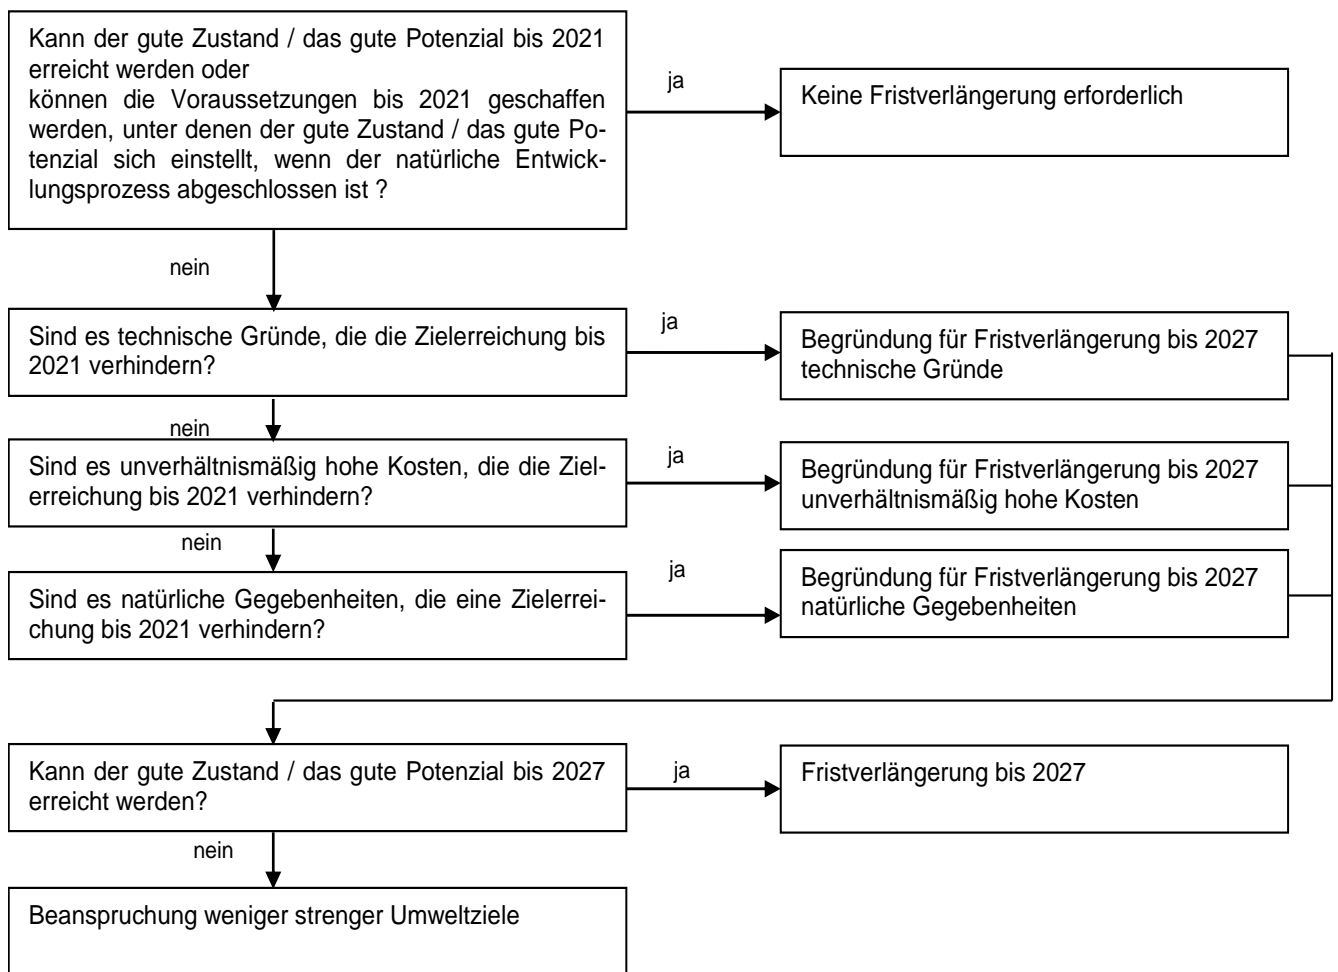 Kann der gute Zustand / das gute Potenzial bis 2021
erreicht werden oder
können die Voraussetzungen bis 2021 geschaffen
werden, unter denen der gute Zustand / das gute Po-
tenzial sich einstellt, wenn der natürliche Entwick-
lungsprozess abgeschlossen ist ?
ja
Keine Fristverlängerung erforderlich
nein
Sind es technische Gründe, die die Zielerreichung bis
2021 verhindern?
ja
Begründung für Fristverlängerung bis 2027
technische Gründe
nein
Sind es unverhältnismäßig hohe Kosten, die die Ziel-
erreichung bis 2021 verhindern?
ja
Begründung für Fristverlängerung bis 2027
unverhältnismäßig hohe Kosten
nein
Sind es natürliche Gegebenheiten, die eine Zielerrei-
chung bis 2021 verhindern?
ja
Begründung für Fristverlängerung bis 2027
natürliche Gegebenheiten
Kann der gute Zustand / das gute Potenzial bis 2027
erreicht werden?
ja
Fristverlängerung bis 2027
nein
Beanspruchung weniger strenger Umweltziele